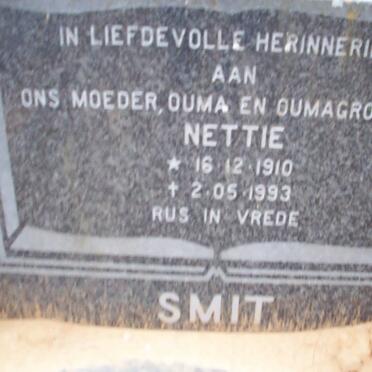 IN LIEFDEVOLLE HERINNERI
AAN
ONS MOEDER, OUMA EN OUMAGRO
NETTIE
★ 16·12·1910
✝ 2·05·1993
RUS IN VREDE
SMIT